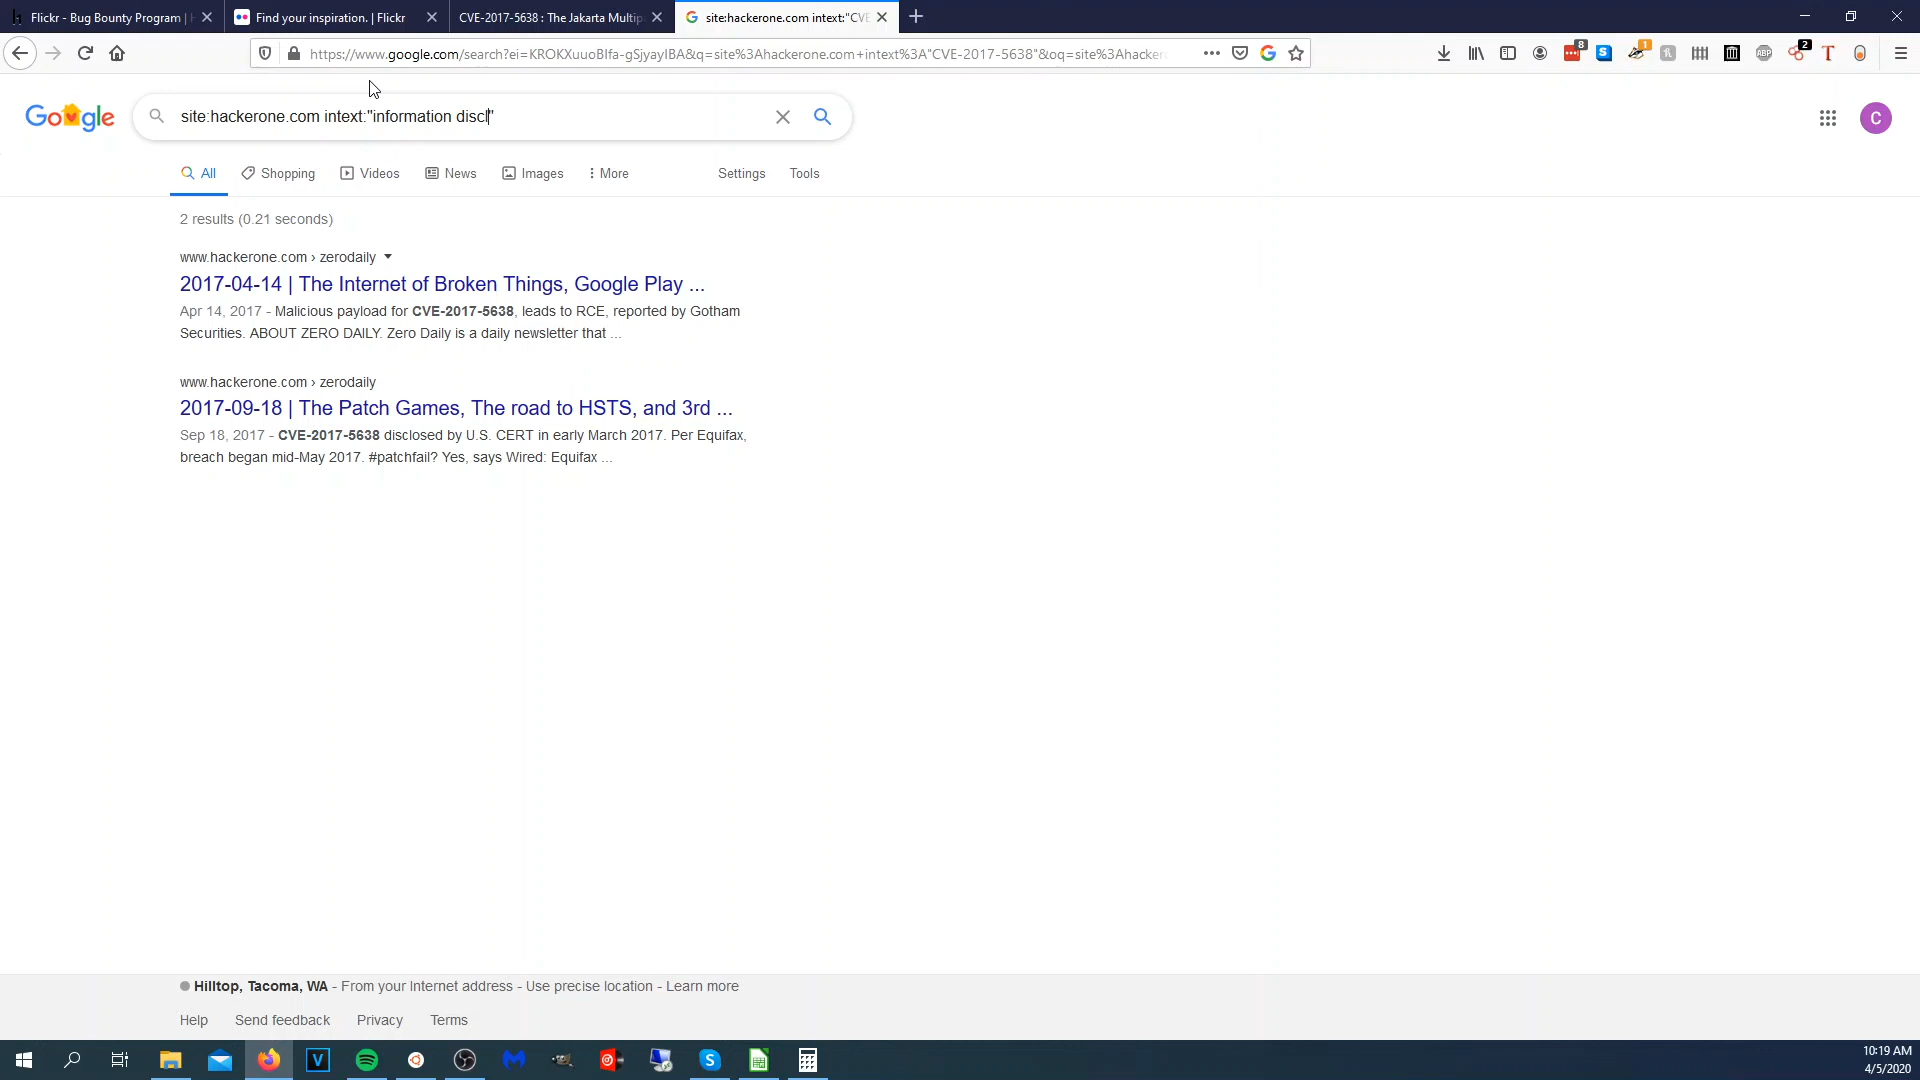 Flickr - Bug Bounty Program |
Find your inspiration. | Flickr
CVE-2017-5638 : The Jakarta Multip
site:hackerone.com intext:"CVE
https://www.google.com/search?ei=KROKXuuoBIfa-gSjyayIBA&q=site%3Ahackerone.com+intext%3A"CVE-2017-5638"&oq=site%3Ahackero
8
S
1
ABP
2
T
Google
site:hackerone.com intext:"information discl"
C
All
Shopping
Videos
News
Images
More
Settings
Tools
2 results (0.21 seconds)
www.hackerone.com › zerodaily
2017-04-14 | The Internet of Broken Things, Google Play ...
Apr 14, 2017 - Malicious payload for CVE-2017-5638, leads to RCE, reported by Gotham
Securities. ABOUT ZERO DAILY. Zero Daily is a daily newsletter that ...
www.hackerone.com › zerodaily
2017-09-18 | The Patch Games, The road to HSTS, and 3rd ...
Sep 18, 2017 - CVE-2017-5638 disclosed by U.S. CERT in early March 2017. Per Equifax,
breach began mid-May 2017. #patchfail? Yes, says Wired: Equifax ...
Hilltop, Tacoma, WA - From your Internet address - Use precise location - Learn more
Help
Send feedback
Privacy
Terms
V
S
10:19 AM
4/5/2020